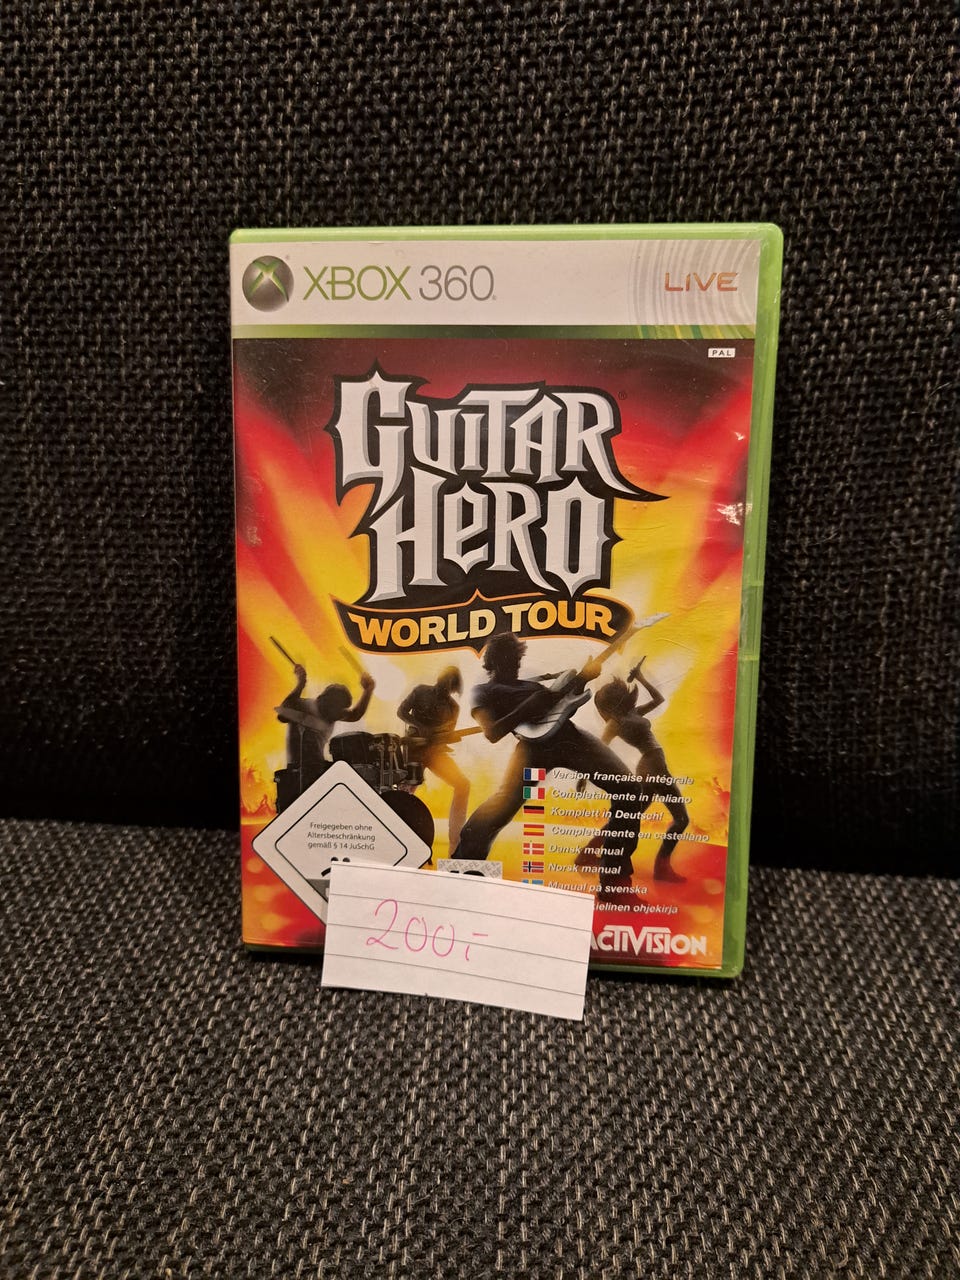 XBOX 360
LIVE
PAL
GUITAR
HERO
WORLD TOUR
Version française intégrale
Completamente in italiano
Komplett in Deutsch!
Completamente en castellano
Dansk manual
Norsk manual
Manual på svenska
ohjekirja
Freigegeben ohne
Altersbeschränkung
gemäß § 14 JuSchG
200,-
ACTIVISION